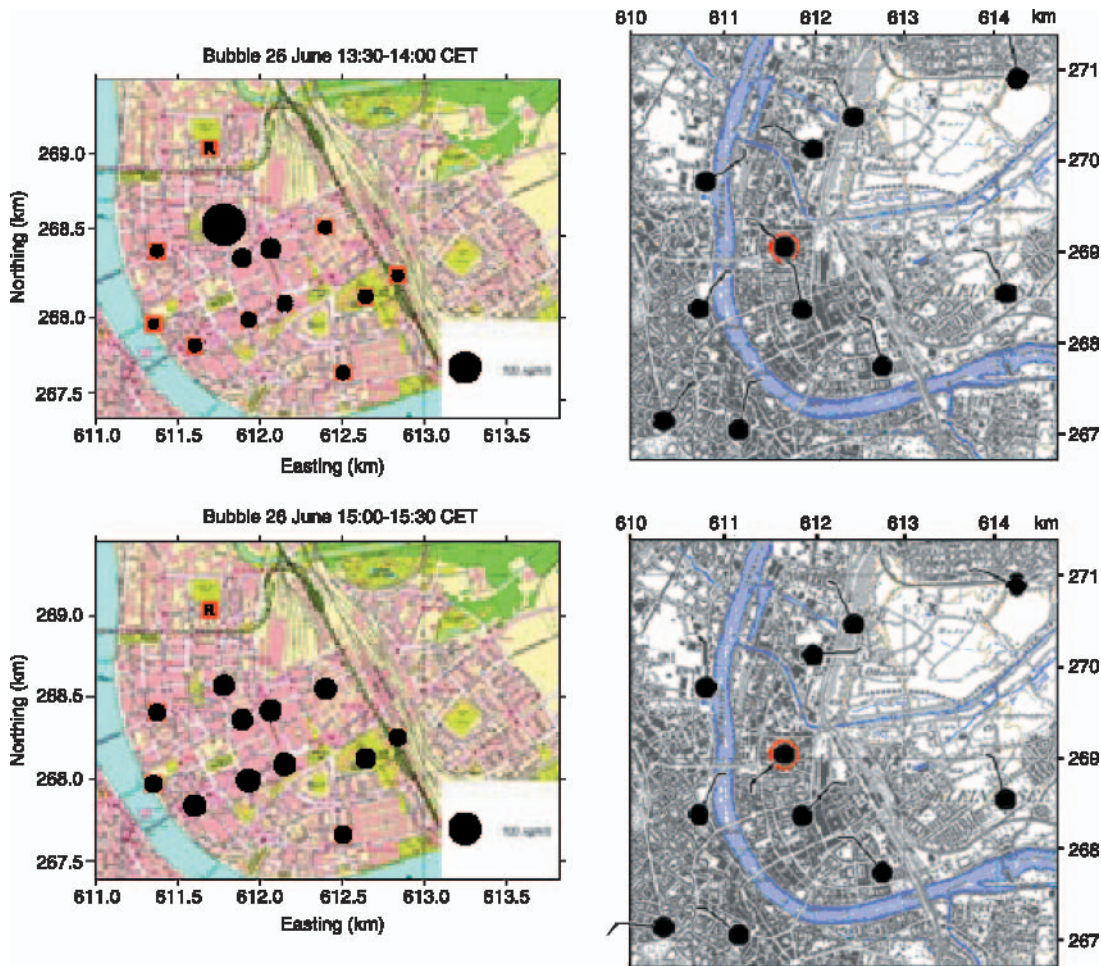 Bubble 26 June 13:30-14:00 CET
269.0
268.5
268.0
267.5
Northing (km)
R
611.0 611.5 612.0 612.5 613.0 613.5
Easting (km)
610 611 612 613 614 km
271
270
269
268
267
Bubble 26 June 15:00-15:30 CET
269.0
268.5
268.0
267.5
Northing (km)
R
611.0 611.5 612.0 612.5 613.0 613.5
Easting (km)
610 611 612 613 614 km
271
270
269
268
267